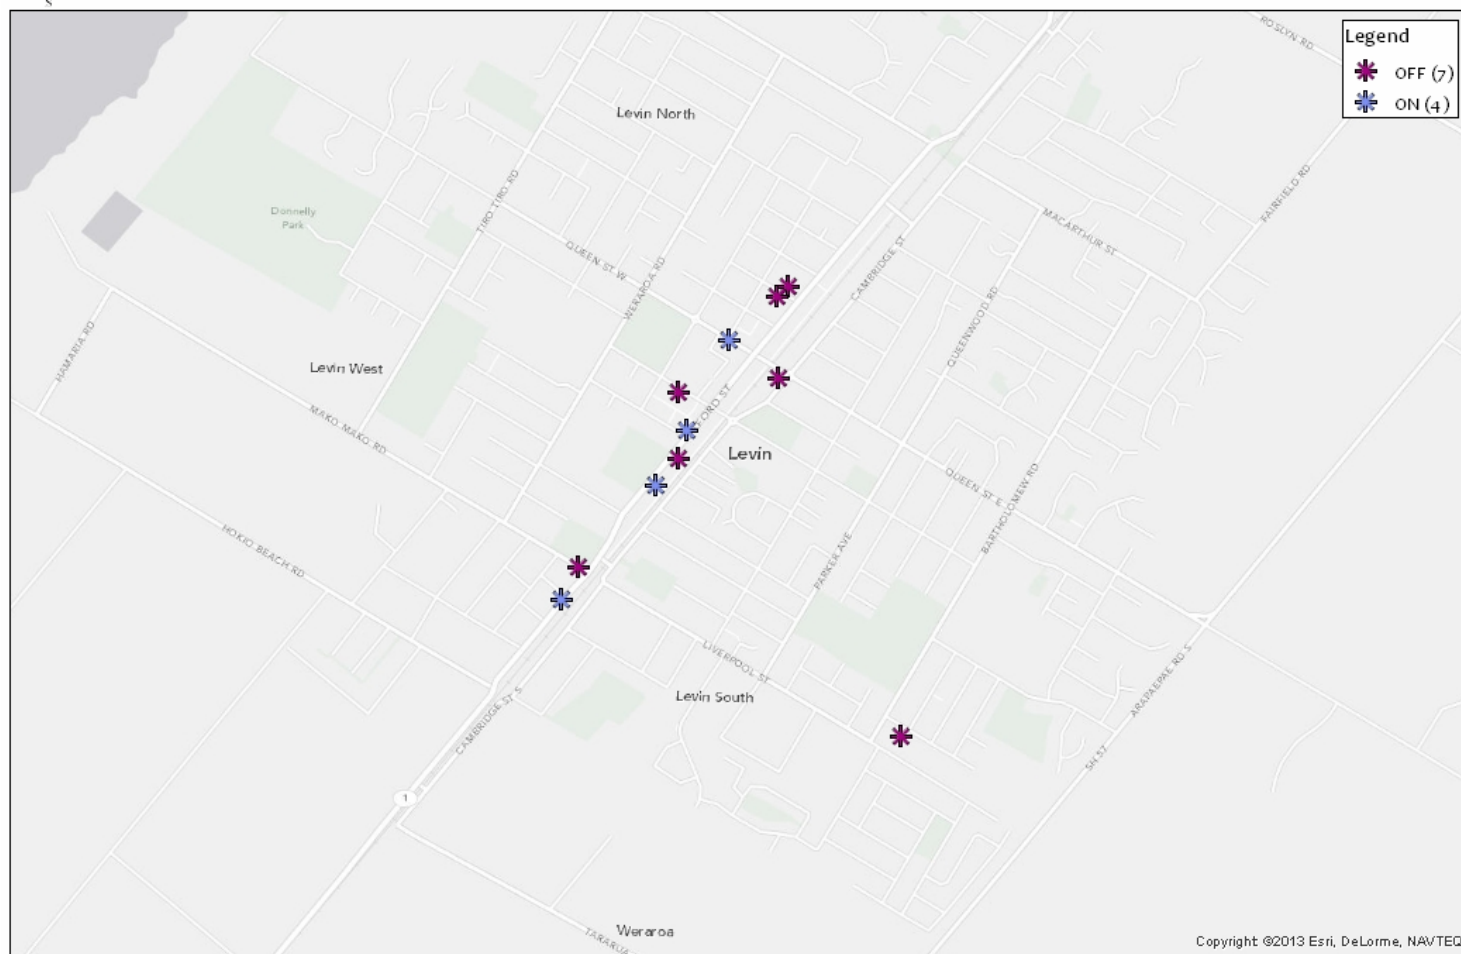 s
ROSLYN RD
Legend
OFF (7)
ON (4)
Levin North
TIRO TIRO RD
FAIRFIELD RD
Donnelly
Park
MACARTHUR ST
QUEEN ST W
WERAROA RD
CAMBRIDGE ST
QUEENWOOD RD
HAMARIA RD
Levin West
FORD ST
MAKO MAKO RD
Levin
QUEEN ST E
BARTHOLOMEW RD
HOKIO BEACH RD
PARKER AVE
LIVERPOOL ST
ARAPAEPAE RD S
Levin South
CAMBRIDGE ST S
SH 57
1
Weraroa
TARARUA
Copyright ©2013 Esri, DeLorme, NAVTEQ